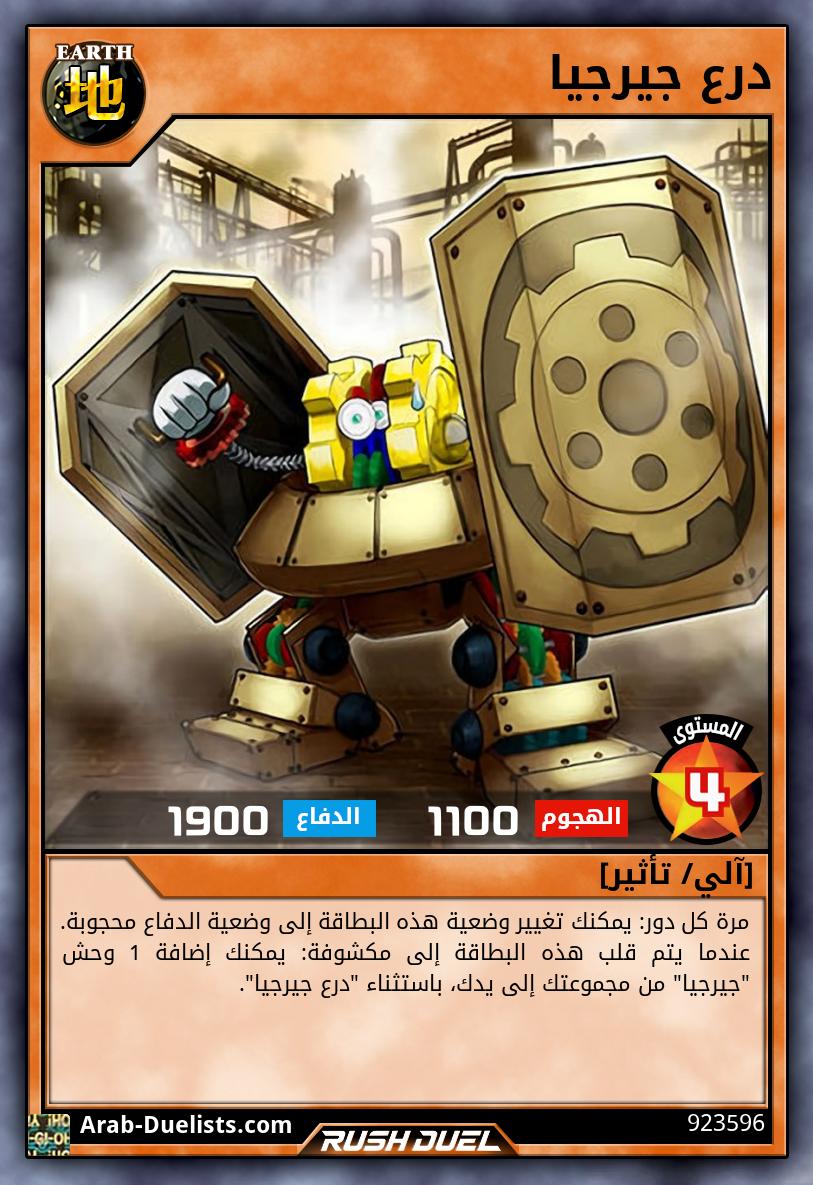 EARTH
地
درع جيرجيا
المستوى
4
الهجوم 1100 الدفاع 1900
[آلي/ تأثير]
مرة كل دور: يمكنك تغيير وضعية هذه البطاقة إلى وضعية الدفاع محجوبة.
عندما يتم قلب هذه البطاقة إلى مكشوفة: يمكنك إضافة 1 وحش
"جيرجيا" من مجموعتك إلى يدك، باستثناء "درع جيرجيا".
Arab-Duelists.com
RUSH DUEL
923596